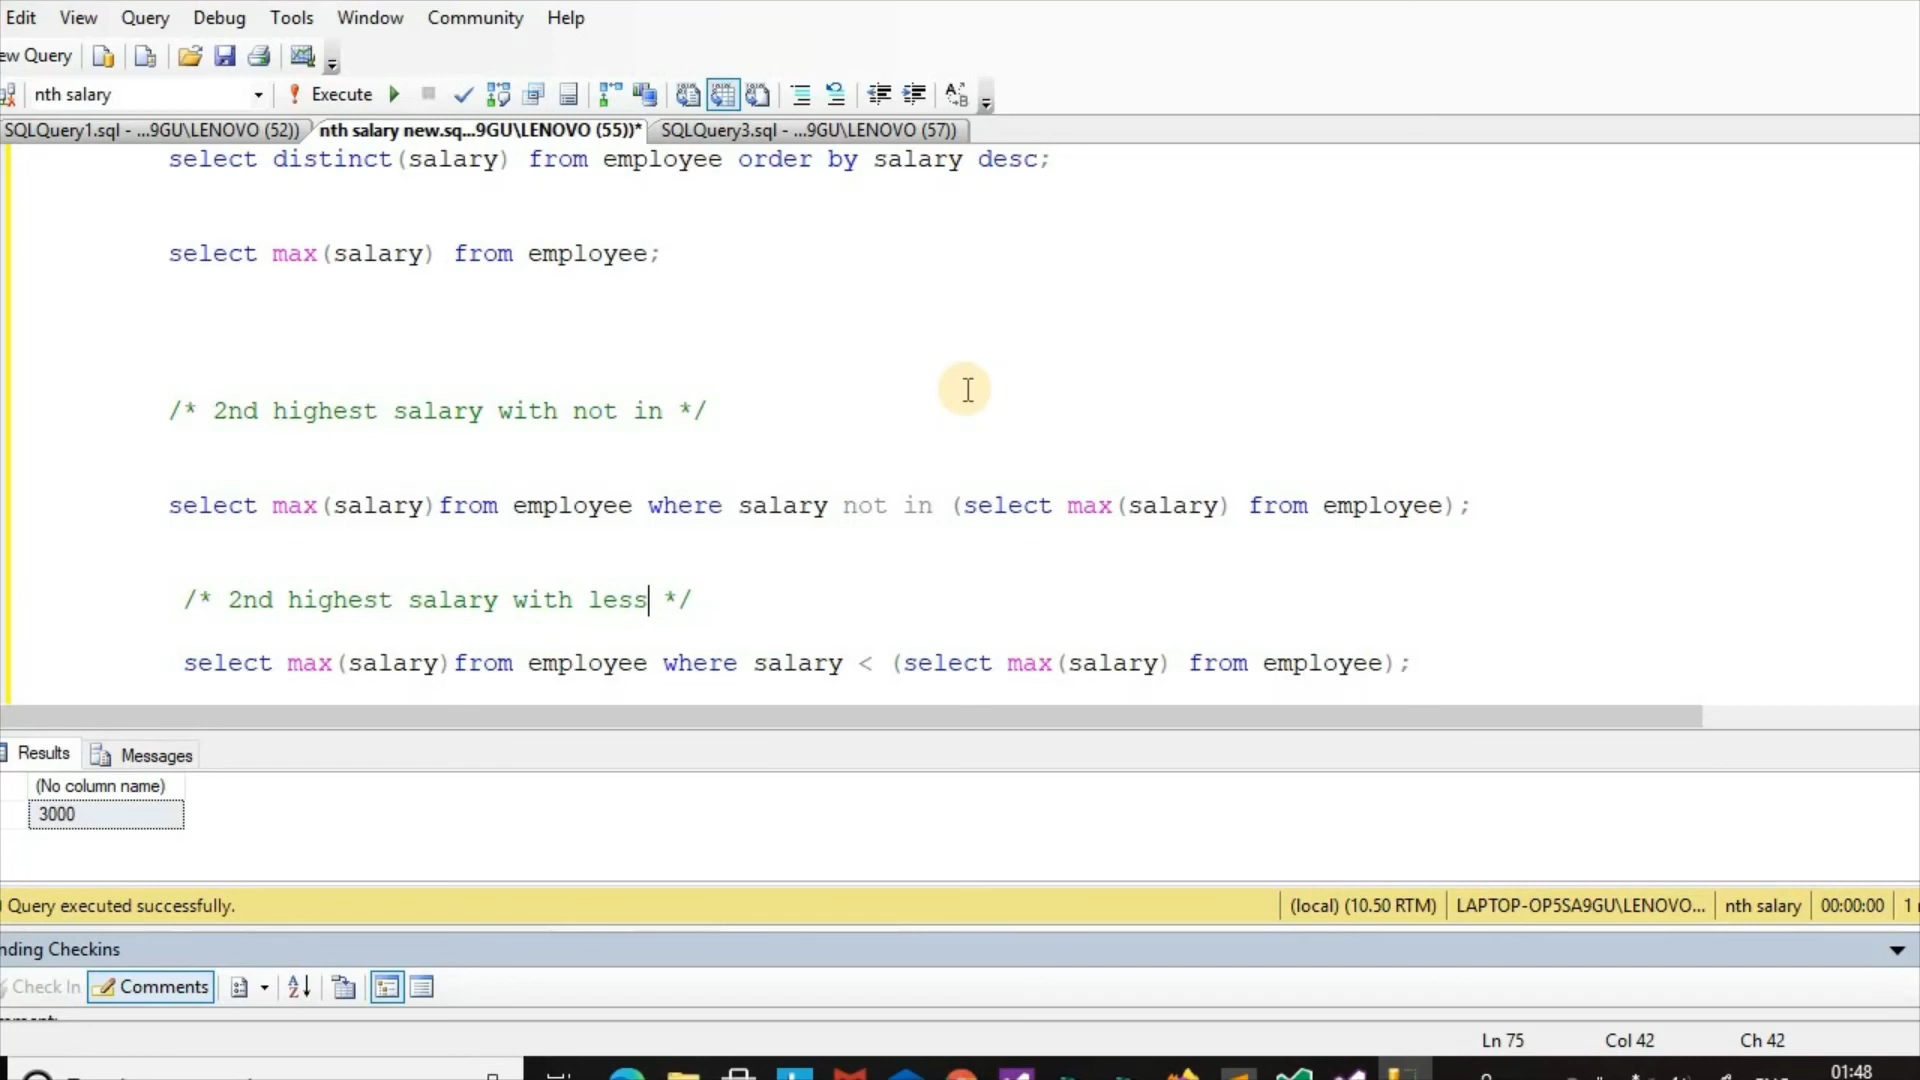 Edit View Query Debug Tools Window Community Help
ew Query
nth salary Execute
SQLQuery1.sql - ...9GU\LENOVO (52)) nth salary new.sq...9GU\LENOVO (55))* SQLQuery3.sql - ...9GU\LENOVO (57))
select distinct(salary) from employee order by salary desc;
select max(salary) from employee;
/* 2nd highest salary with not in */
select max(salary)from employee where salary not in (select max(salary) from employee);
/* 2nd highest salary with less */
select max(salary)from employee where salary < (select max(salary) from employee);
Results Messages
(No column name)
3000
Query executed successfully. (local) (10.50 RTM) LAPTOP-OP5SA9GU\LENOVO... nth salary 00:00:00 1
nding Checkins
Check In Comments
Ln 75 Col 42 Ch 42
01:48